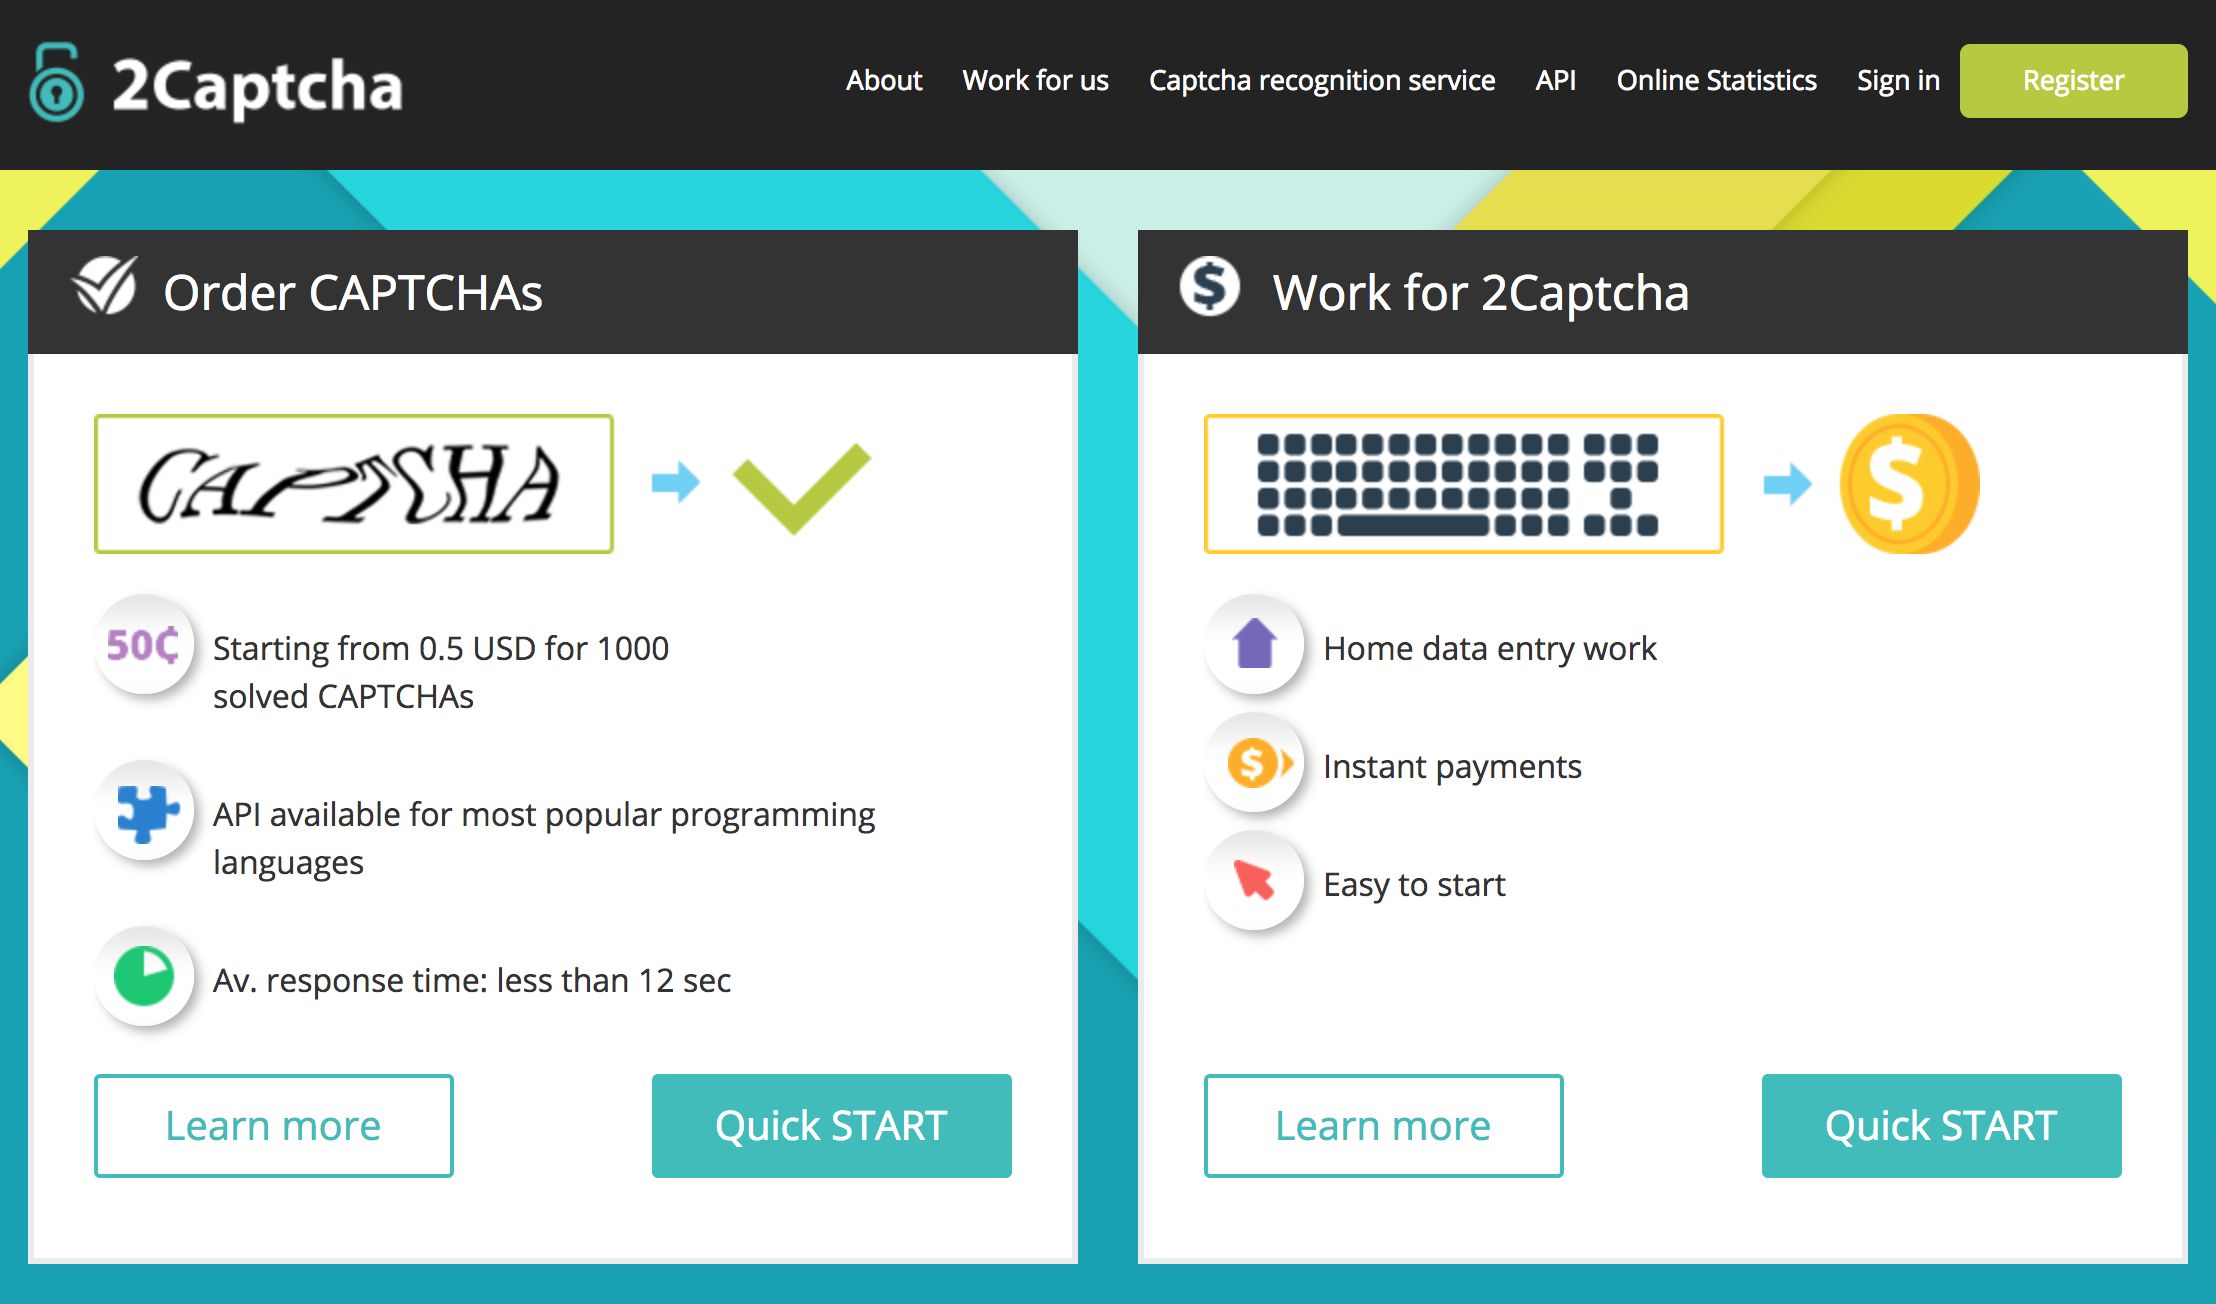 2Captcha
About
Work for us
Captcha recognition service
API
Online Statistics
Sign in
Register
Order CAPTCHAs
CAPTCHA
50¢
Starting from 0.5 USD for 1000
solved CAPTCHAs
API available for most popular programming
languages
Av. response time: less than 12 sec
Learn more
Quick START
$
Work for 2Captcha
$
Home data entry work
$
Instant payments
Easy to start
Learn more
Quick START